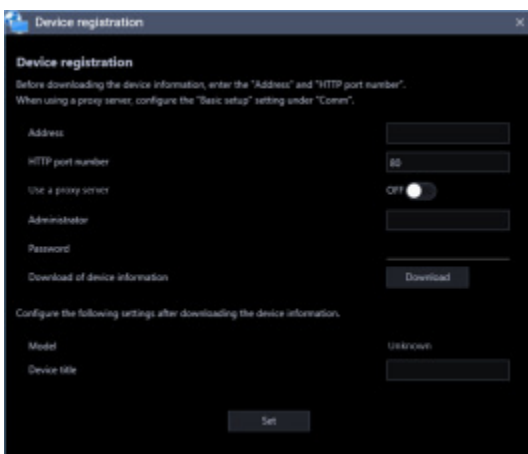 Device registration
Device registration
Before downloading the device information, enter the "Address" and "HTTP port number".
When using a proxy server, configure the "Basic setup" setting under "Comm".
Address
HTTP port number
80
Use a proxy server
OFF
Administrator
Password
Download of device information
Download
Configure the following settings after downloading the device information.
Model
Unknown
Device title
Set